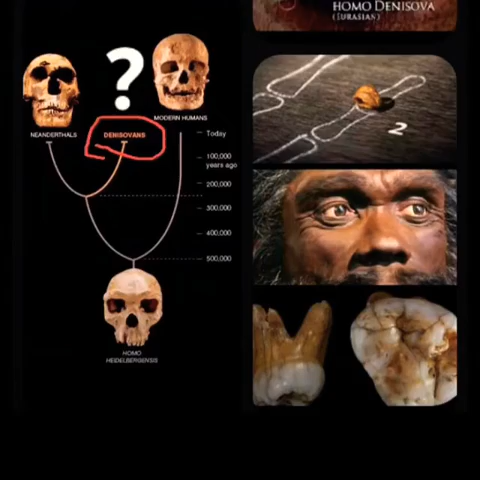 HOMO DENISOVA
(EURASIAN)
?
MODERN HUMANS
NEANDERTHALS
DENISOVANS
Today
100,000
years ago
200,000
300,000
400,000
500,000
HOMO
HEIDELBERGENSIS
2